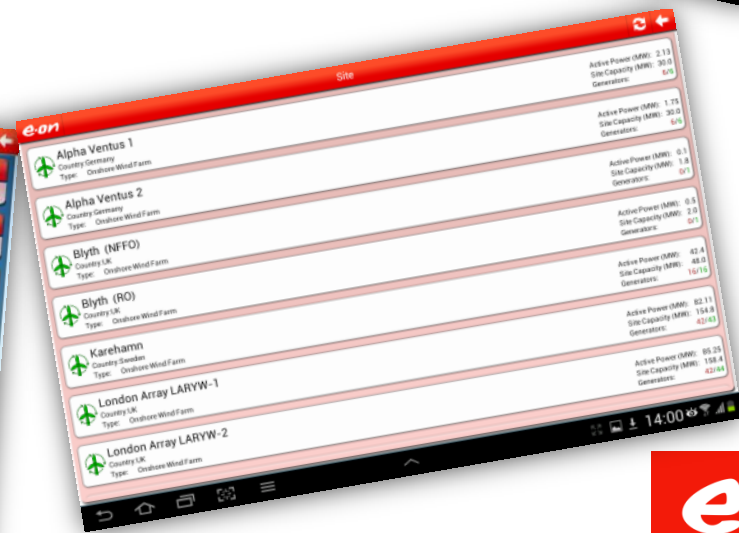 e·on
Site
Alpha Ventus 1
Country:Germany
Type: Onshore Wind Farm
Active Power (MW): 2.13
Site Capacity (MW): 30.0
Generators: 6/6
Alpha Ventus 2
Country:Germany
Type: Onshore Wind Farm
Active Power (MW): 1.75
Site Capacity (MW): 30.0
Generators: 6/6
Blyth (NFFO)
Country:UK
Type: Onshore Wind Farm
Active Power (MW): 0.1
Site Capacity (MW): 1.8
Generators: 0/1
Blyth (RO)
Country:UK
Type: Onshore Wind Farm
Active Power (MW): 0.5
Site Capacity (MW): 2.0
Generators: 0/1
Karehamn
Country:Sweden
Type: Onshore Wind Farm
Active Power (MW): 42.4
Site Capacity (MW): 48.0
Generators: 16/16
London Array LARYW-1
Country:UK
Type: Onshore Wind Farm
Active Power (MW): 82.11
Site Capacity (MW): 154.8
Generators: 42/43
London Array LARYW-2
Country:UK
Type: Onshore Wind Farm
Active Power (MW): 85.25
Site Capacity (MW): 158.4
Generators: 42/44
14:00
e